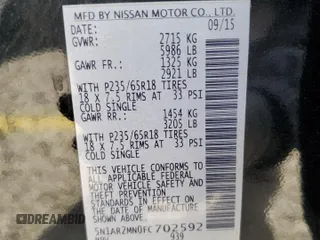 MFD BY NISSAN MOTOR CO., LTD.
DATE: 09/15
GVWR: 2715 KG
5986 LB
GAWR FR.: 1325 KG
2921 LB
WITH P235/65R18 TIRES
18 X 7.5 RIMS AT 33 PSI
COLD SINGLE
GAWR RR.: 1454 KG
3205 LB
WITH P235/65R18 TIRES
18 X 7.5 RIMS AT 33 PSI
COLD SINGLE
THIS VEHICLE CONFORMS TO
ALL APPLICABLE FEDERAL
MOTOR VEHICLE SAFETY
AND THEFT PREVENTION
STANDARDS IN EFFECT ON
THE DATE OF MANUFACTURE
SHOWN ABOVE.
5N1AR2MN0FC702592
MPV 939
DiRECT.CARS